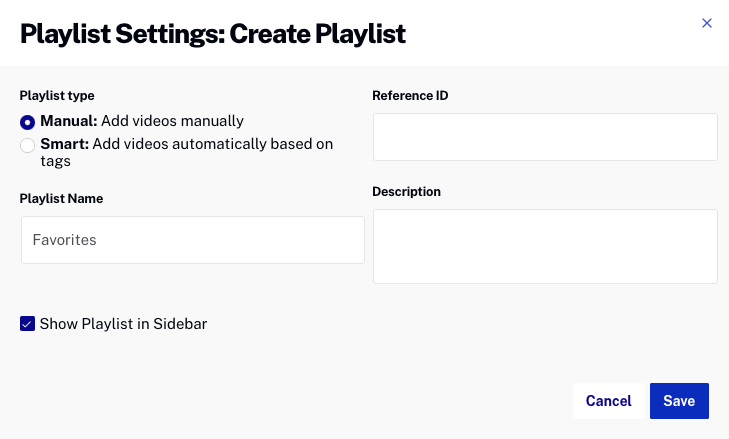 Playlist Settings: Create Playlist
Playlist type
Manual: Add videos manually
Smart: Add videos automatically based on
tags
Playlist Name
Favorites
Show Playlist in Sidebar
Reference ID
Description
Cancel
Save